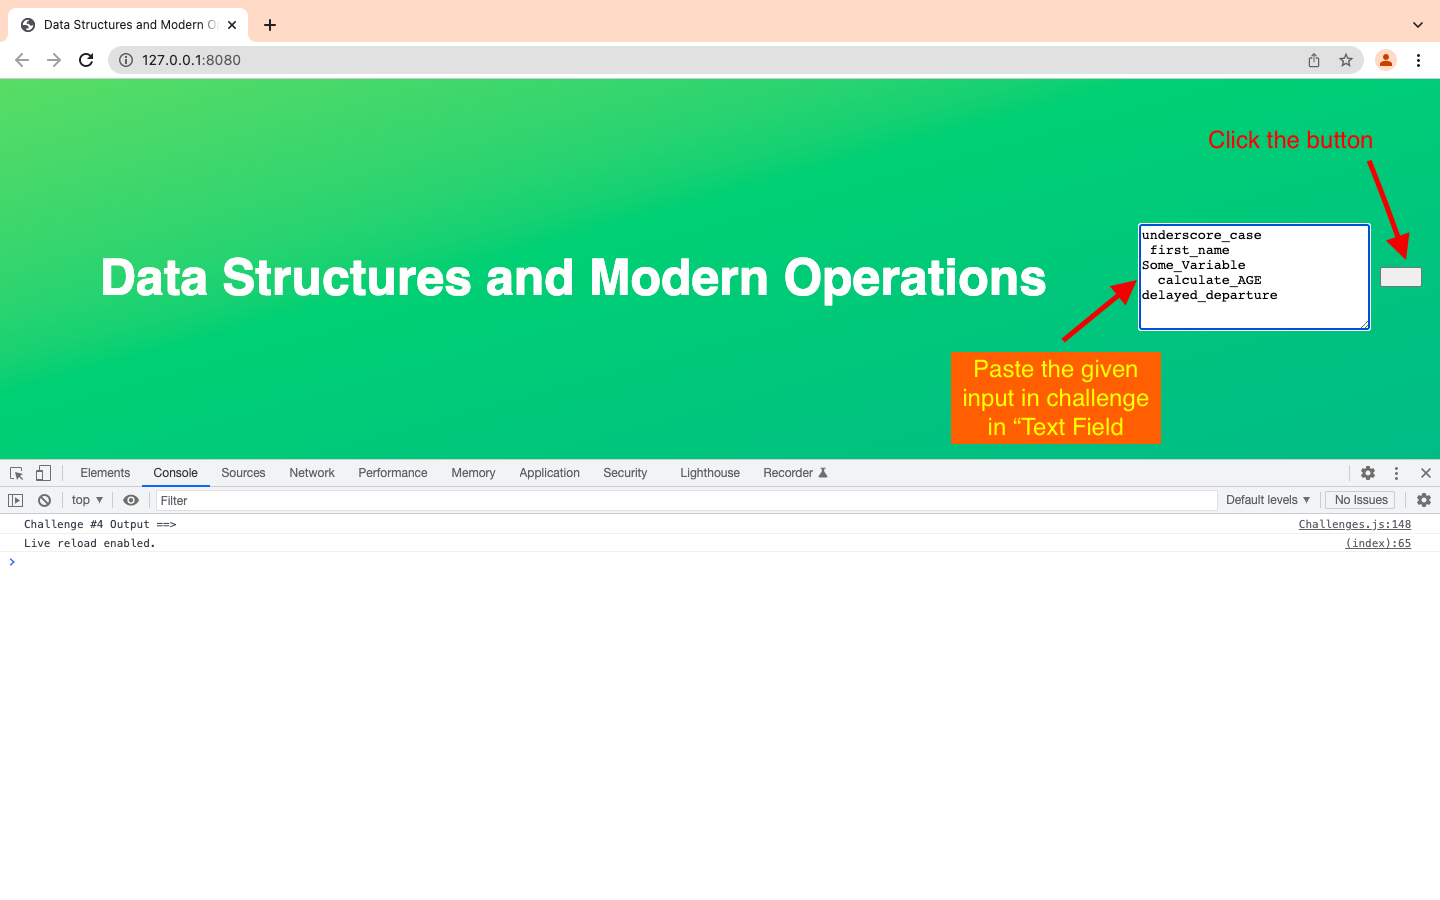 Data Structures and Modern O
127.0.0.1:8080
Click the button
underscore_case
 first_name
Some_Variable
  calculate_AGE
delayed_departure
Data Structures and Modern Operations
Paste the given
input in challenge
in “Text Field
Elements Console Sources Network Performance Memory Application Security Lighthouse Recorder
top Filter Default levels No Issues
Challenge #4 Output ==> Challenges.js:148
Live reload enabled. (index):65